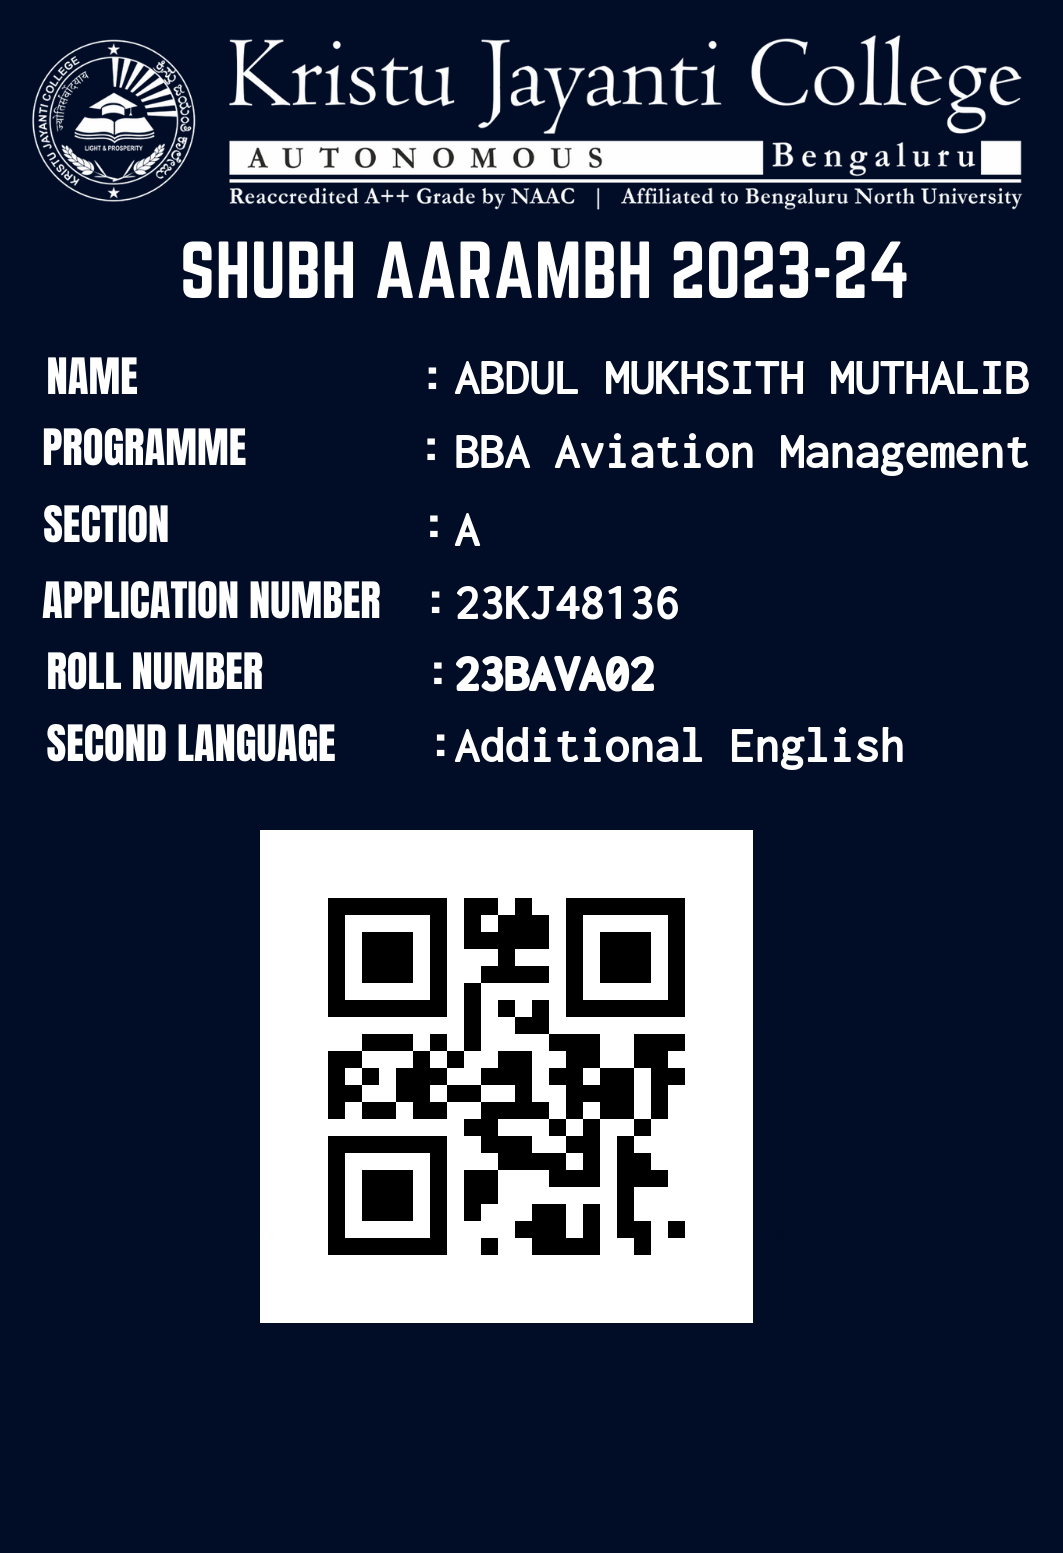 KRISTU JAYANTI COLLEGE
ಕ್ರಿಸ್ತು ಜಯಂತಿ ಕಾಲೇಜು
LIGHT & PROSPERITY
Kristu Jayanti College
AUTONOMOUS Bengaluru
Reaccredited A++ Grade by NAAC | Affiliated to Bengaluru North University
SHUBH AARAMBH 2023-24
NAME : ABDUL MUKHSITH MUTHALIB
PROGRAMME : BBA Aviation Management
SECTION : A
APPLICATION NUMBER : 23KJ48136
ROLL NUMBER : 23BAVA02
SECOND LANGUAGE : Additional English